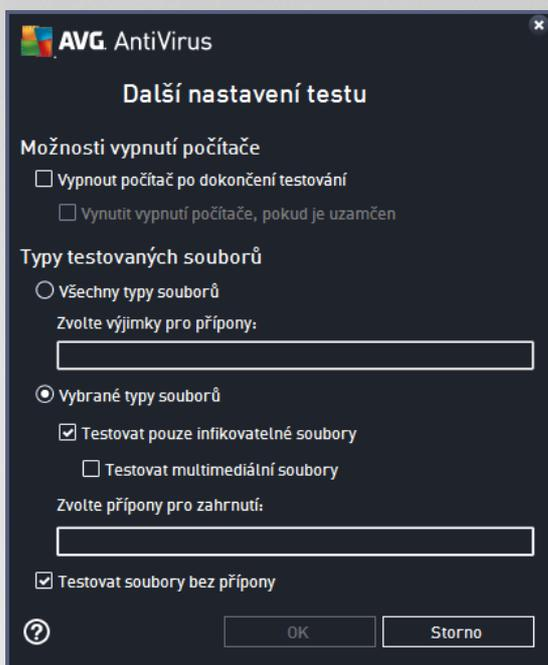 AVG. AntiVirus
Další nastavení testu
Možnosti vypnutí počítače
Vypnout počítač po dokončení testování
Vynutit vypnutí počítače, pokud je uzamčen
Typy testovaných souborů
Všechny typy souborů
Zvolte výjimky pro přípony:
Vybrané typy souborů
Testovat pouze infikovatelné soubory
Testovat multimediální soubory
Zvolte přípony pro zahrnutí:
Testovat soubory bez přípony
OK Storno